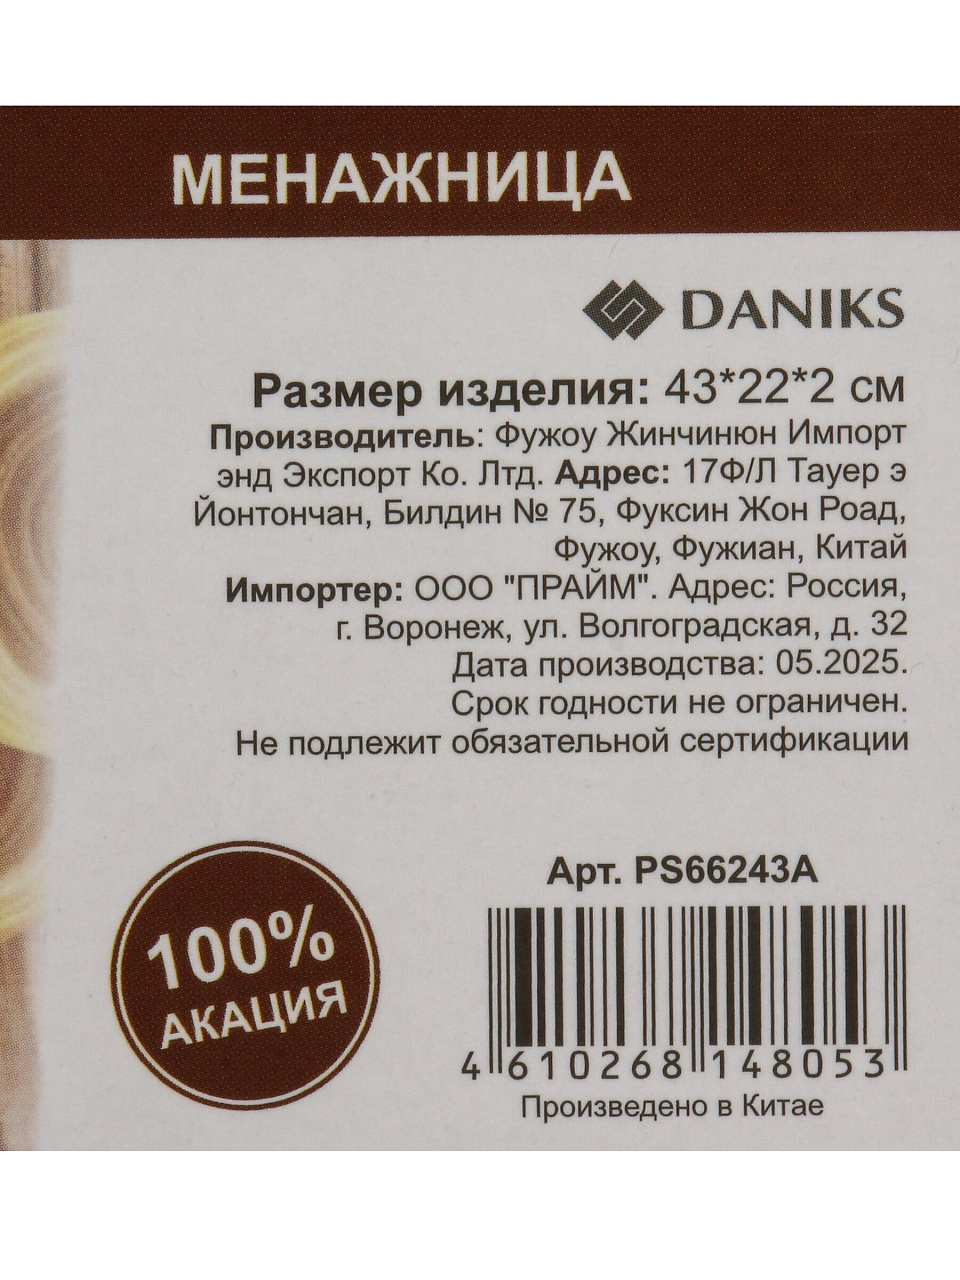 МЕНАЖНИЦА
DANIKS
Размер изделия: 43*22*2 см
Производитель: Фужоу Жинчинюн Импорт
энд Экспорт Ко. Лтд. Адрес: 17Ф/Л Тауер э
Йонтончан, Билдин № 75, Фуксин Жон Роад,
Фужоу, Фужиан, Китай
Импортер: ООО "ПРАЙМ". Адрес: Россия,
г. Воронеж, ул. Волгоградская, д. 32
Дата производства: 05.2025.
Срок годности не ограничен.
Не подлежит обязательной сертификации
100%
АКАЦИЯ
Арт. PS66243A
4 610268 148053
Произведено в Китае